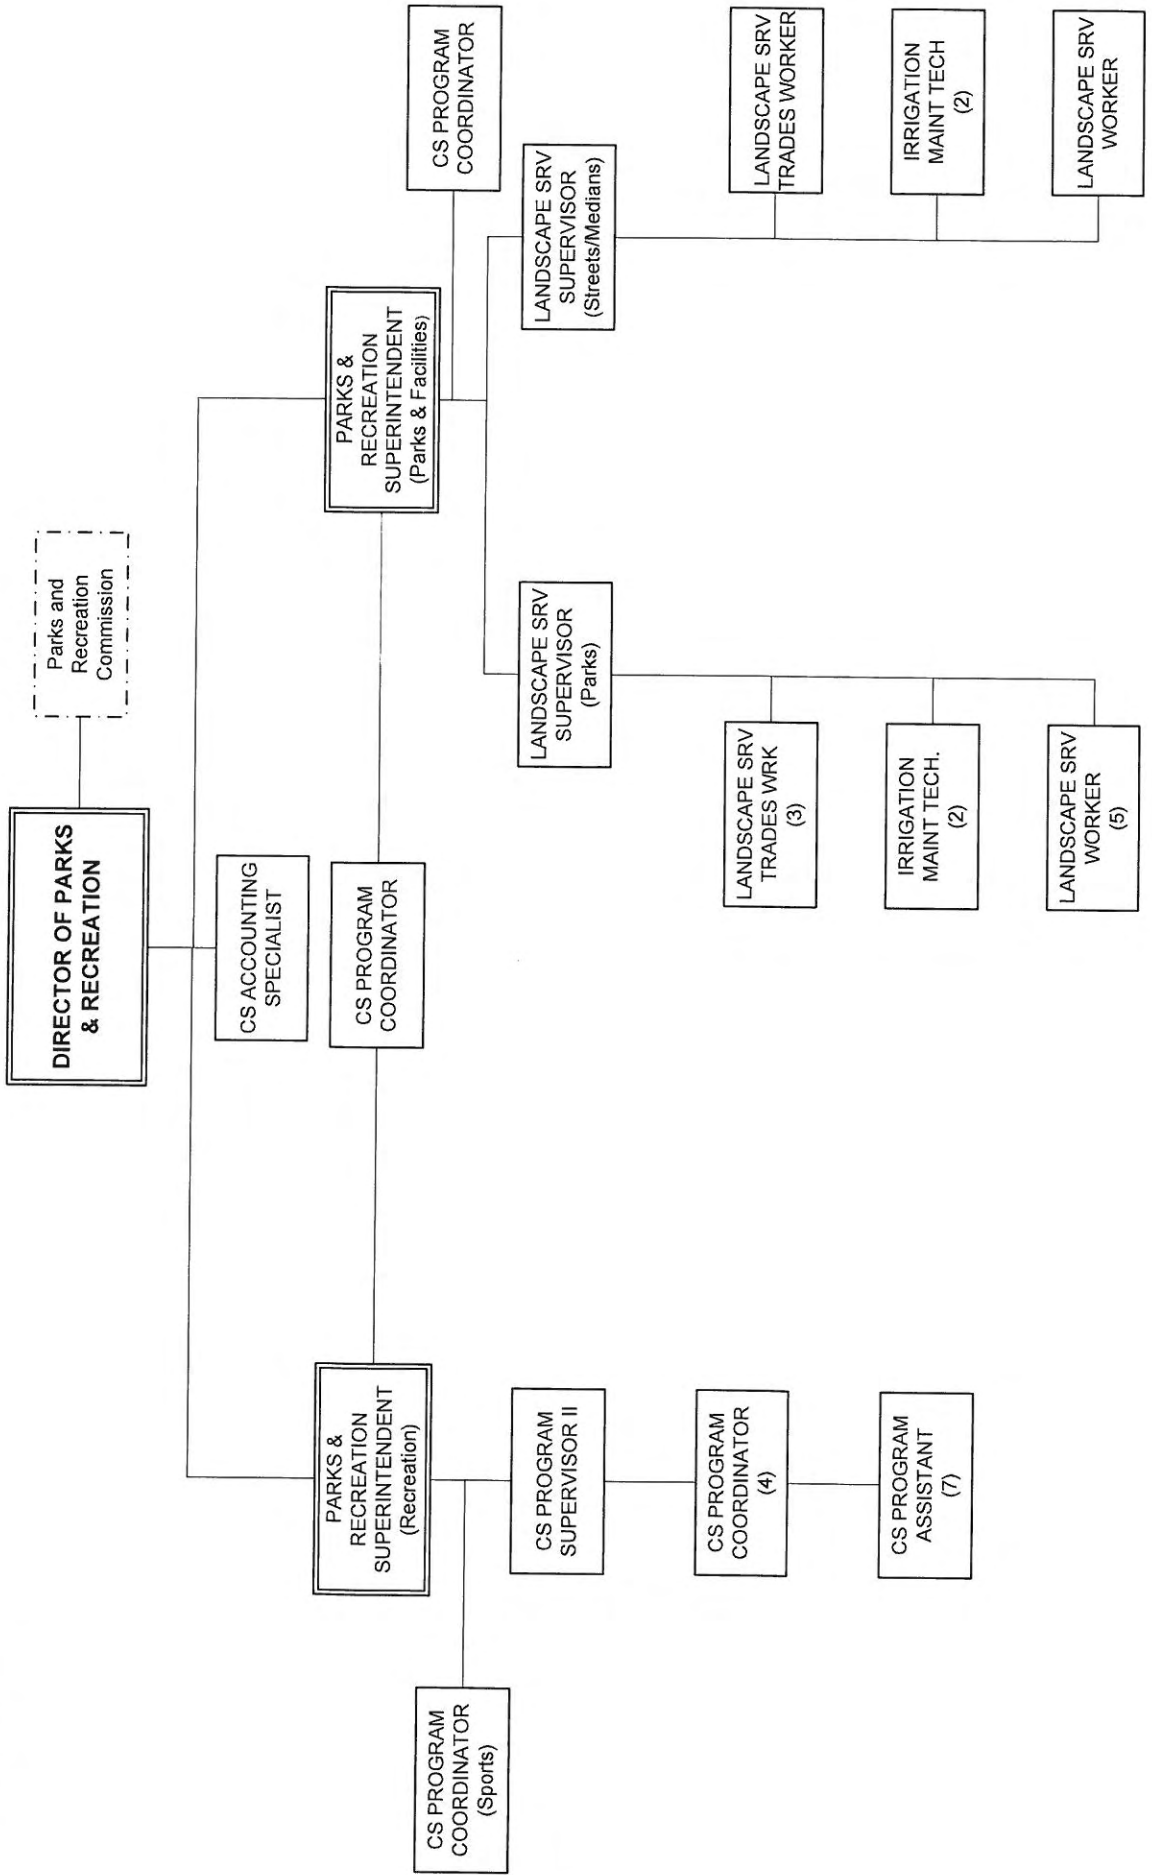 DIRECTOR OF PARKS
& RECREATION
Parks and
Recreation
Commission
CS ACCOUNTING
SPECIALIST
PARKS &
RECREATION
SUPERINTENDENT
(Recreation)
CS PROGRAM
COORDINATOR
PARKS &
RECREATION
SUPERINTENDENT
(Parks & Facilities)
CS PROGRAM
COORDINATOR
(Sports)
CS PROGRAM
COORDINATOR
CS PROGRAM
SUPERVISOR II
LANDSCAPE SRV
SUPERVISOR
(Parks)
LANDSCAPE SRV
SUPERVISOR
(Streets/Medians)
CS PROGRAM
COORDINATOR
(4)
LANDSCAPE SRV
TRADES WRK
(3)
LANDSCAPE SRV
TRADES WORKER
CS PROGRAM
ASSISTANT
(7)
IRRIGATION
MAINT TECH.
(2)
IRRIGATION
MAINT TECH
(2)
LANDSCAPE SRV
WORKER
(5)
LANDSCAPE SRV
WORKER